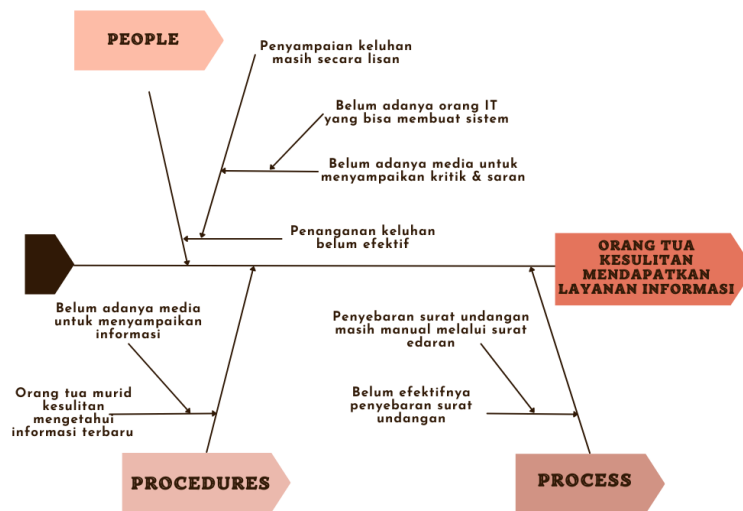 PEOPLE
Penyampaian keluhan
masih secara lisan
Belum adanya orang IT
yang bisa membuat sistem
Belum adanya media untuk
menyampaikan kritik & saran
Penanganan keluhan
belum efektif
ORANG TUA
KESULITAN
MENDAPATKAN
LAYANAN INFORMASI
Belum adanya media
untuk menyampaikan
informasi
Orang tua murid
kesulitan
mengetahui
informasi terbaru
Penyebaran surat undangan
masih manual melalui surat
edaran
Belum efektifnya
penyebaran surat
undangan
PROCEDURES
PROCESS